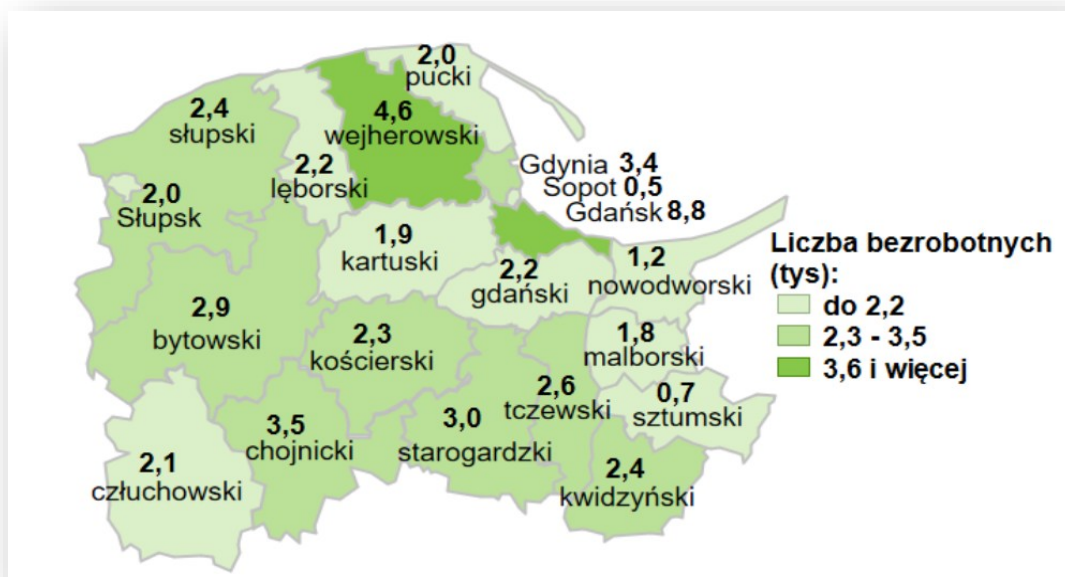 2,0
pucki
4,6
wejherowski
2,4
słupski
2,2
lęborski
Gdynia 3,4
Sopot 0,5
Gdańsk 8,8
2,0
Słupsk
1,9
kartuski
2,2
gdański
1,2
nowodworski
2,9
bytowski
2,3
kościerski
1,8
malborski
2,6
tczewski
0,7
sztumski
3,5
chojnicki
3,0
starogardzki
2,1
człuchowski
2,4
kwidzyński
Liczba bezrobotnych
(tys):
do 2,2
2,3 - 3,5
3,6 i więcej